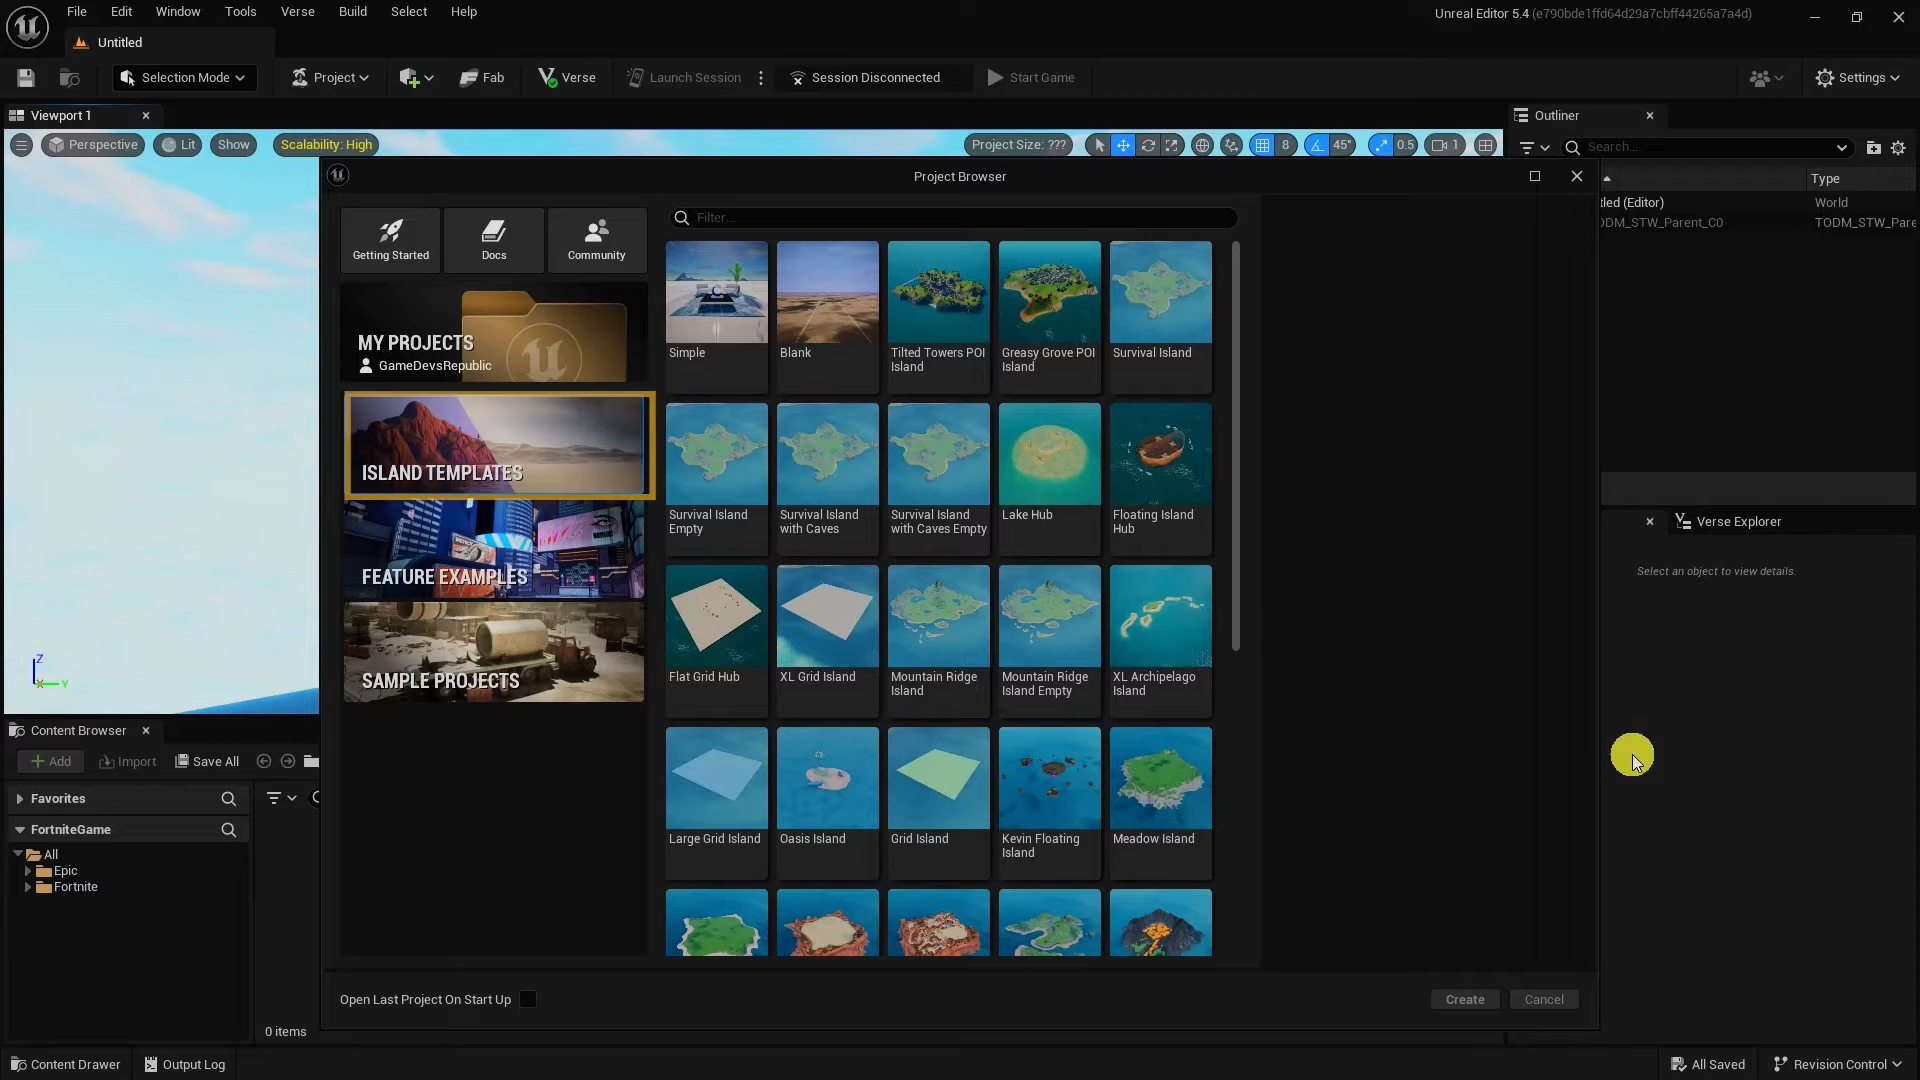 File Edit Window Tools Verse Build Select Help
Unreal Editor 5.4 (e790bde1ffd64d29a7cbff44265a7a4d)
Untitled
Selection Mode Project Fab Verse Launch Session Session Disconnected Start Game Settings
Viewport 1
Outliner
Perspective Lit Show Scalability: High
Project Size: ??? 8 45° 0.5 1
Search...
Project Browser
Type
tled (Editor) World
ODM_STW_Parent_C0 TODM_STW_Pare
Getting Started
Docs
Community
Filter...
MY PROJECTS
GameDevsRepublic
ISLAND TEMPLATES
FEATURE EXAMPLES
SAMPLE PROJECTS
Simple
Blank
Tilted Towers POI
Island
Greasy Grove POI
Island
Survival Island
Survival Island
Empty
Survival Island
with Caves
Survival Island
with Caves Empty
Lake Hub
Floating Island
Hub
Flat Grid Hub
XL Grid Island
Mountain Ridge
Island
Mountain Ridge
Island Empty
XL Archipelago
Island
Large Grid Island
Oasis Island
Grid Island
Kevin Floating
Island
Meadow Island
Verse Explorer
Select an object to view details.
Z
X Y
Content Browser
Add Import Save All
Favorites
FortniteGame
All
Epic
Fortnite
0 items
Open Last Project On Start Up
Create
Cancel
Content Drawer Output Log
All Saved Revision Control